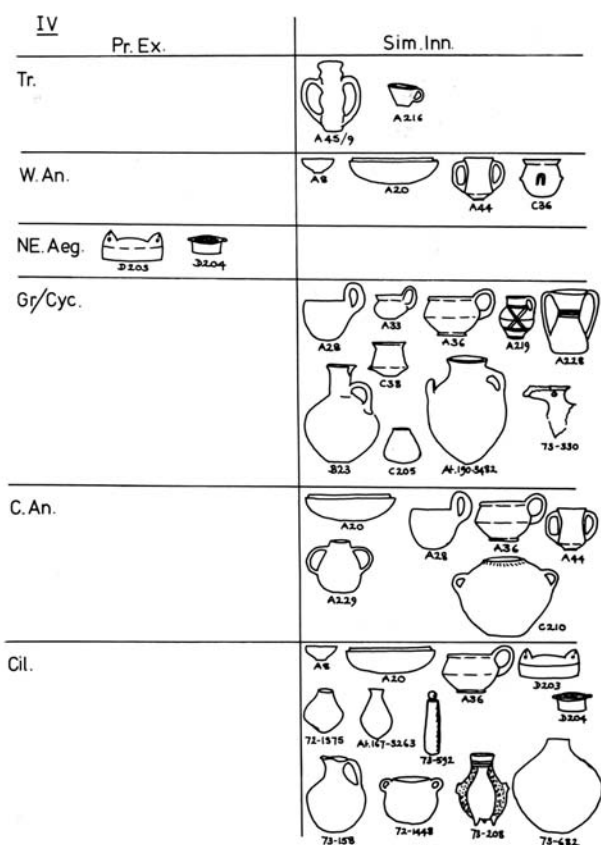 IV
Pr. Ex. Sim. Inn.
Tr.
A45/9 A216
W. An.
A8 A20 A44 C36
NE. Aeg.
D203 D204
Gr/Cyc.
A28 A33 A36 A219 A228
C38
B23 C205 At.190-3482 73-330
C. An.
A20 A28 A36 A44
A229 C210
Cil.
A8 A20 A36 D203
D204
72-1375 At.167-3263 73-592
73-158 72-1448 73-208 73-682